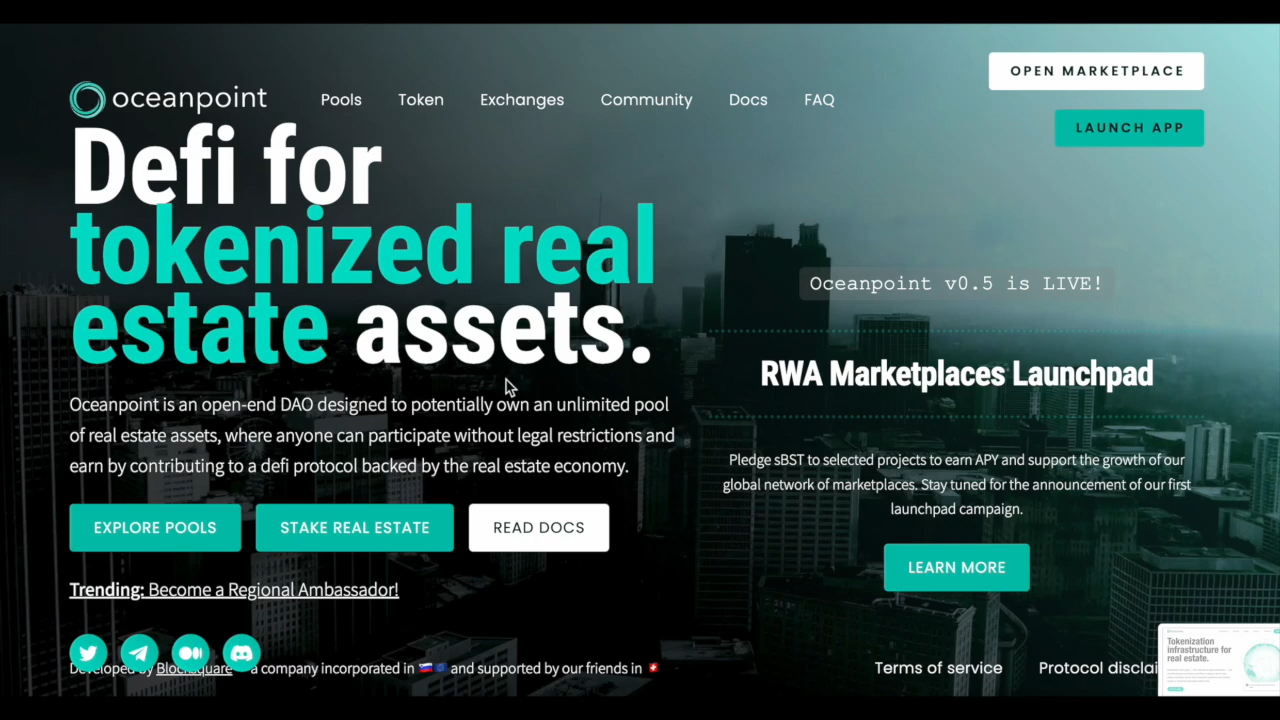 OPEN MARKETPLACE
oceanpoint
Pools
Token
Exchanges
Community
Docs
FAQ
LAUNCH APP
Defi for
tokenized real
estate assets.
Oceanpoint is an open-end DAO designed to potentially own an unlimited pool
of real estate assets, where anyone can participate without legal restrictions and
earn by contributing to a defi protocol backed by the real estate economy.
EXPLORE POOLS
STAKE REAL ESTATE
READ DOCS
Trending: Become a Regional Ambassador!
Oceanpoint v0.5 is LIVE!
RWA Marketplaces Launchpad
Pledge sBST to selected projects to earn APY and support the growth of our
global network of marketplaces. Stay tuned for the announcement of our first
launchpad campaign.
LEARN MORE
Developed by Blocksquare a company incorporated in and supported by our friends in
Terms of service
Protocol disclai
Tokenization
infrastructure for
real estate.